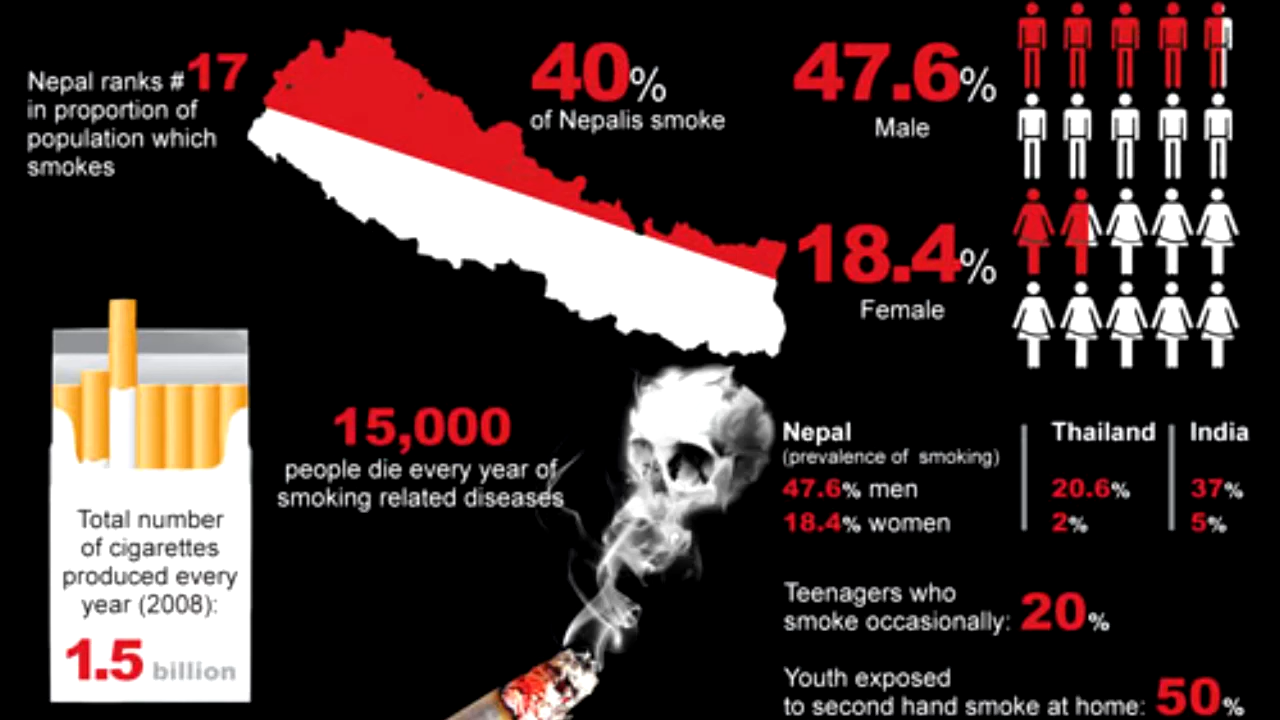 Nepal ranks #17
in proportion of
population which
smokes
40%
of Nepalis smoke
47.6%
Male
18.4%
Female
Total number
of cigarettes
produced every
year (2008):
1.5 billion
15,000
people die every year of
smoking related diseases
Nepal Thailand India
(prevalence of smoking)
47.6% men 20.6% 37%
18.4% women 2% 5%
Teenagers who
smoke occasionally: 20%
Youth exposed
to second hand smoke at home: 50%